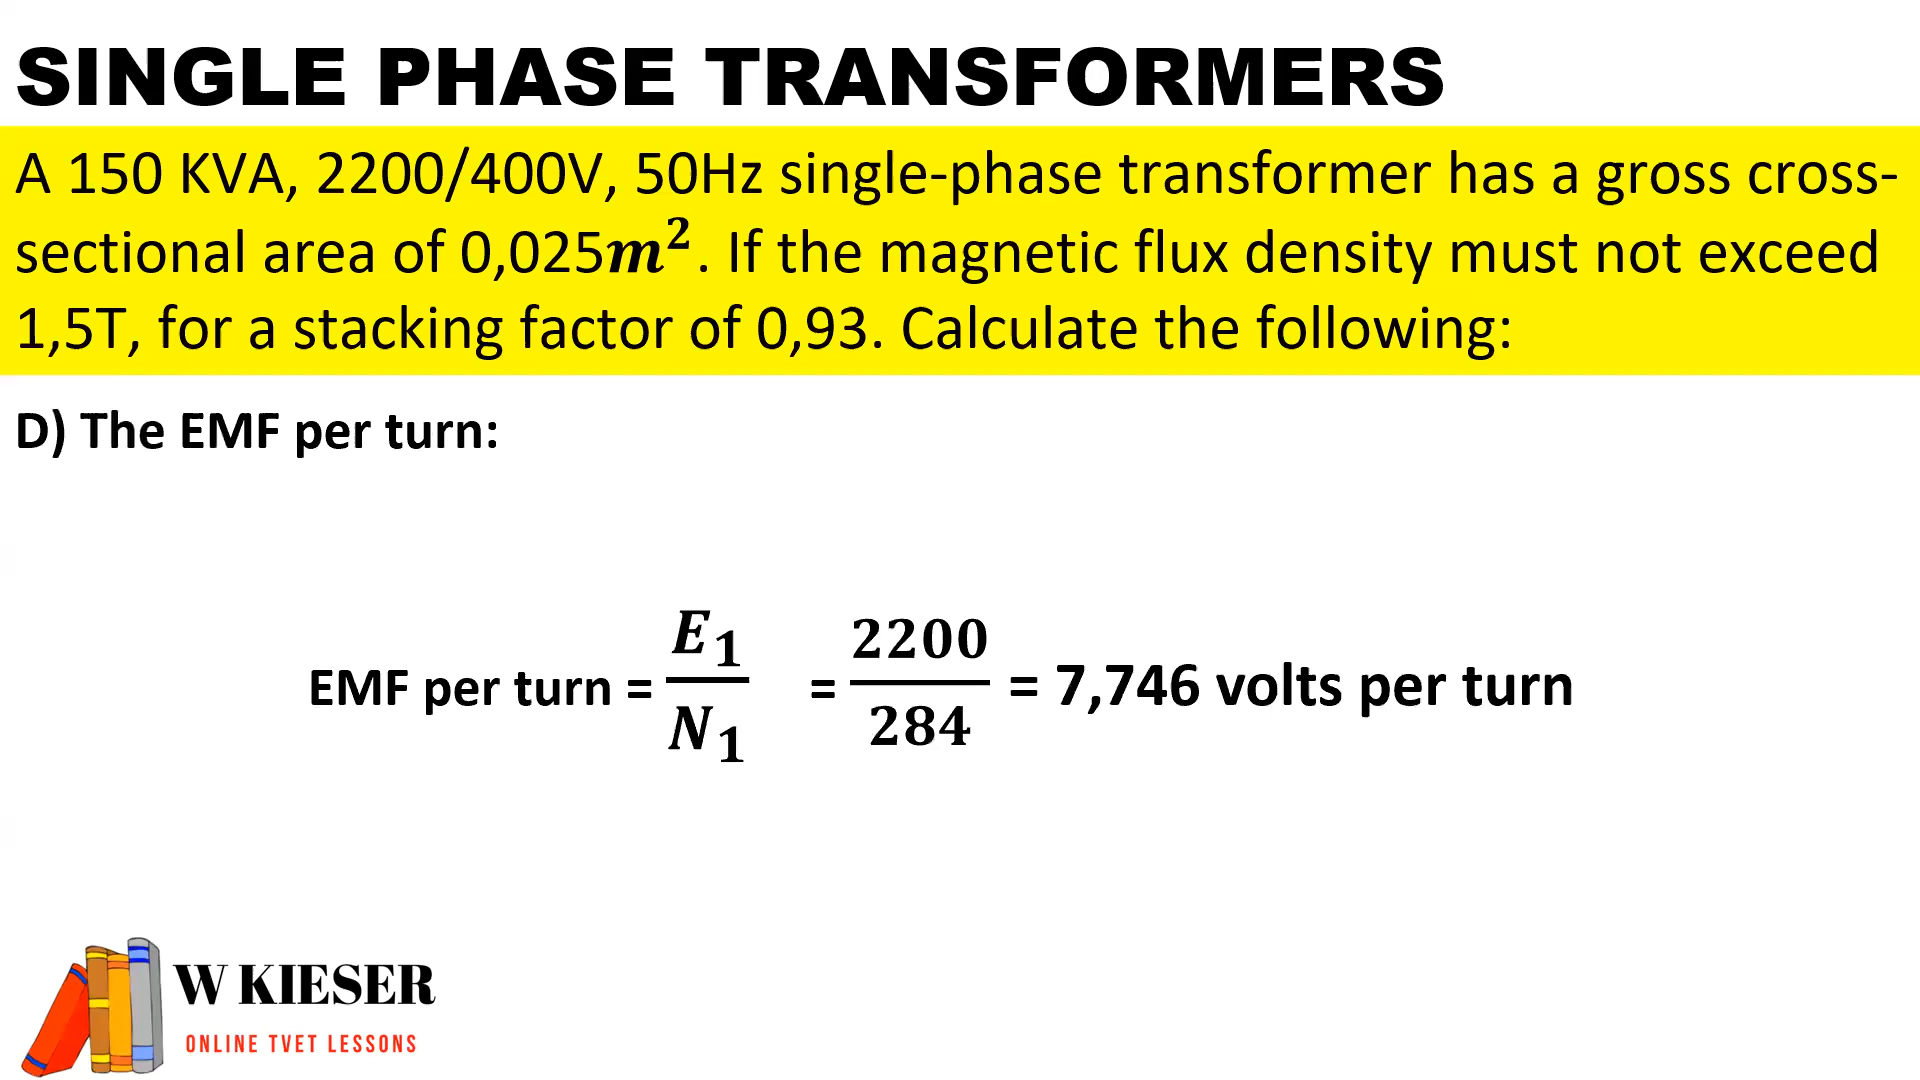 SINGLE PHASE TRANSFORMERS
A 150 KVA, 2200/400V, 50Hz single-phase transformer has a gross cross-
sectional area of 0,025m². If the magnetic flux density must not exceed
1,5T, for a stacking factor of 0,93. Calculate the following:
D) The EMF per turn:
EMF per turn = E₁/N₁ = 2200/284 = 7,746 volts per turn
W KIESER
ONLINE TVET LESSONS